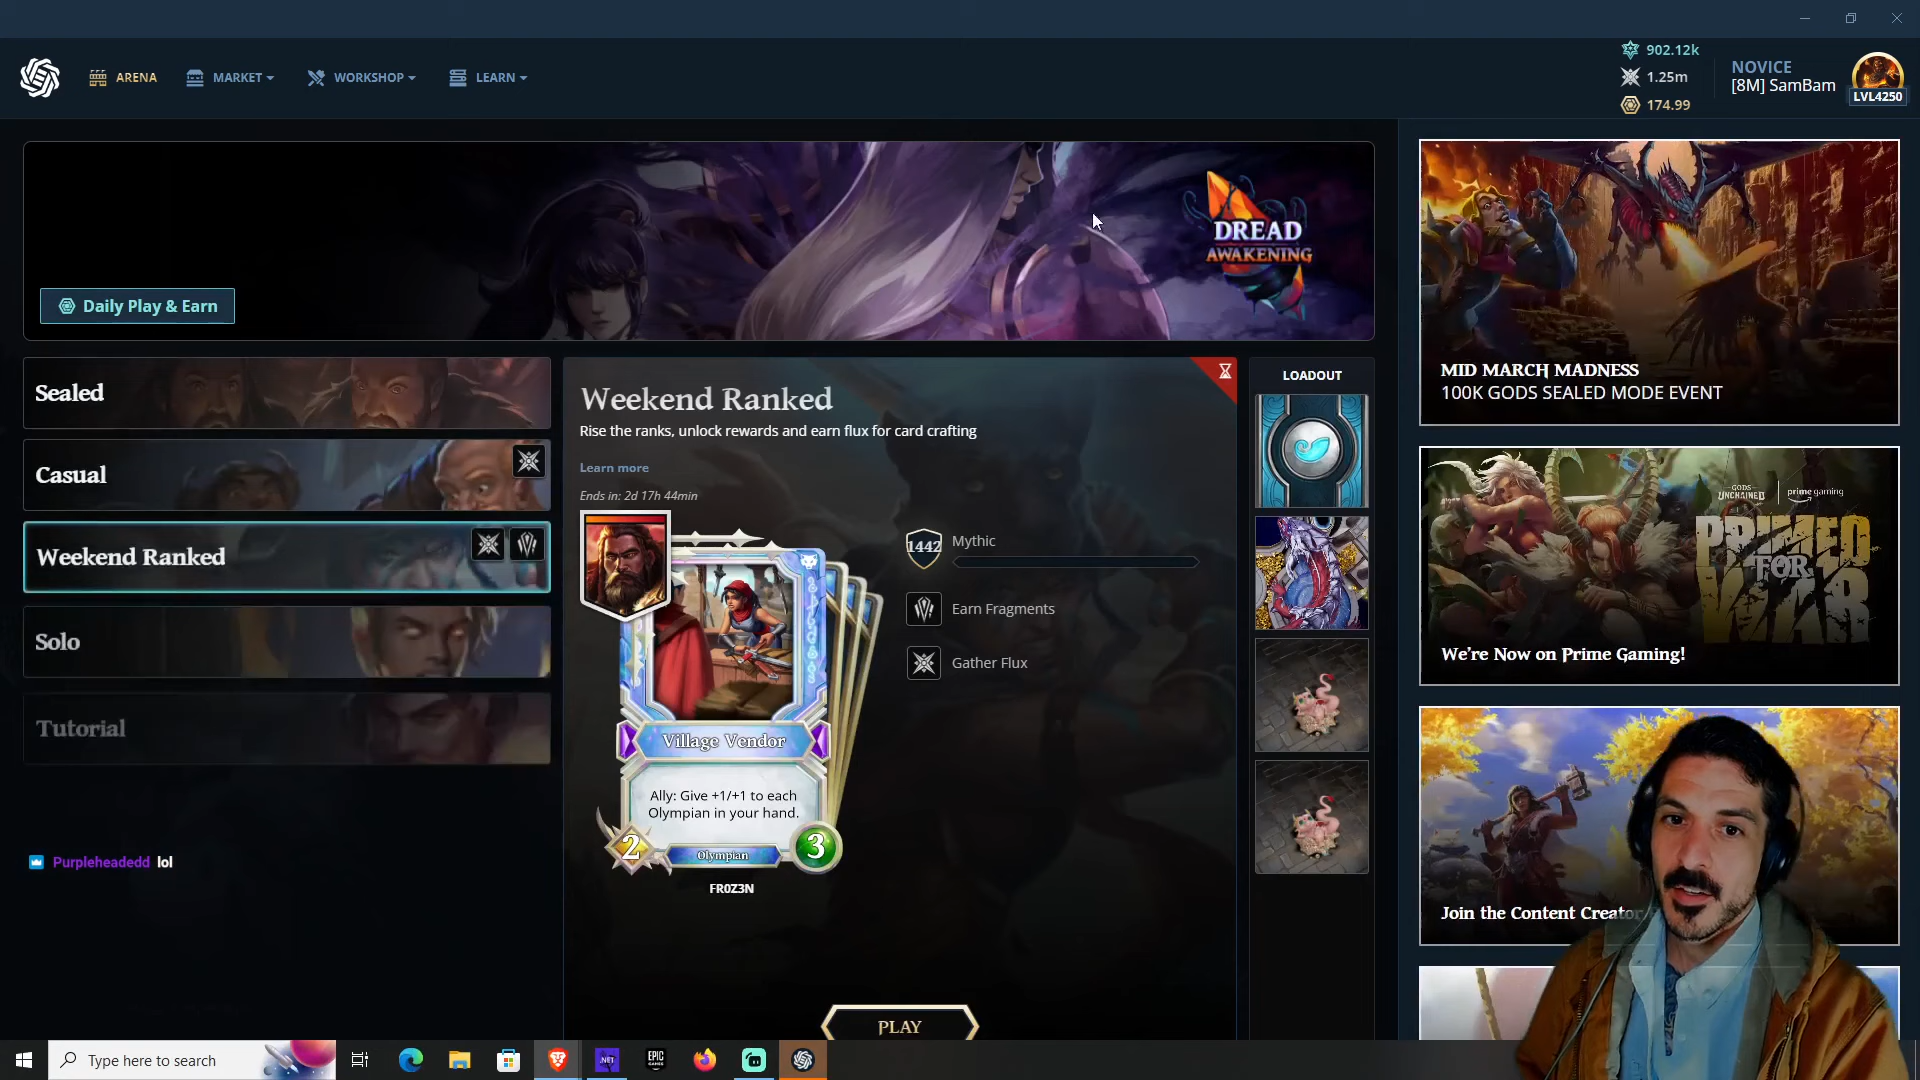 ARENA
MARKET
WORKSHOP
LEARN
902.12k
1.25m
174.99
NOVICE
[8M] SamBam
LVL4250
DREAD
AWAKENING
Daily Play & Earn
Sealed
Casual
Weekend Ranked
Solo
Tutorial
Purpleheadedd lol
Weekend Ranked
Rise the ranks, unlock rewards and earn flux for card crafting
Learn more
Ends in: 2d 17h 44min
1442 Mythic
Earn Fragments
Gather Flux
Village Vendor
Ally: Give +1/+1 to each
Olympian in your hand.
2
Olympian
3
FR0Z3N
PLAY
LOADOUT
MID MARCH MADNESS
100K GODS SEALED MODE EVENT
GODS
UNCHAINED
prime gaming
PRIMED
FOR
WAR
We're Now on Prime Gaming!
Join the Content Creator
Type here to search
.NET
EPIC
GAMES